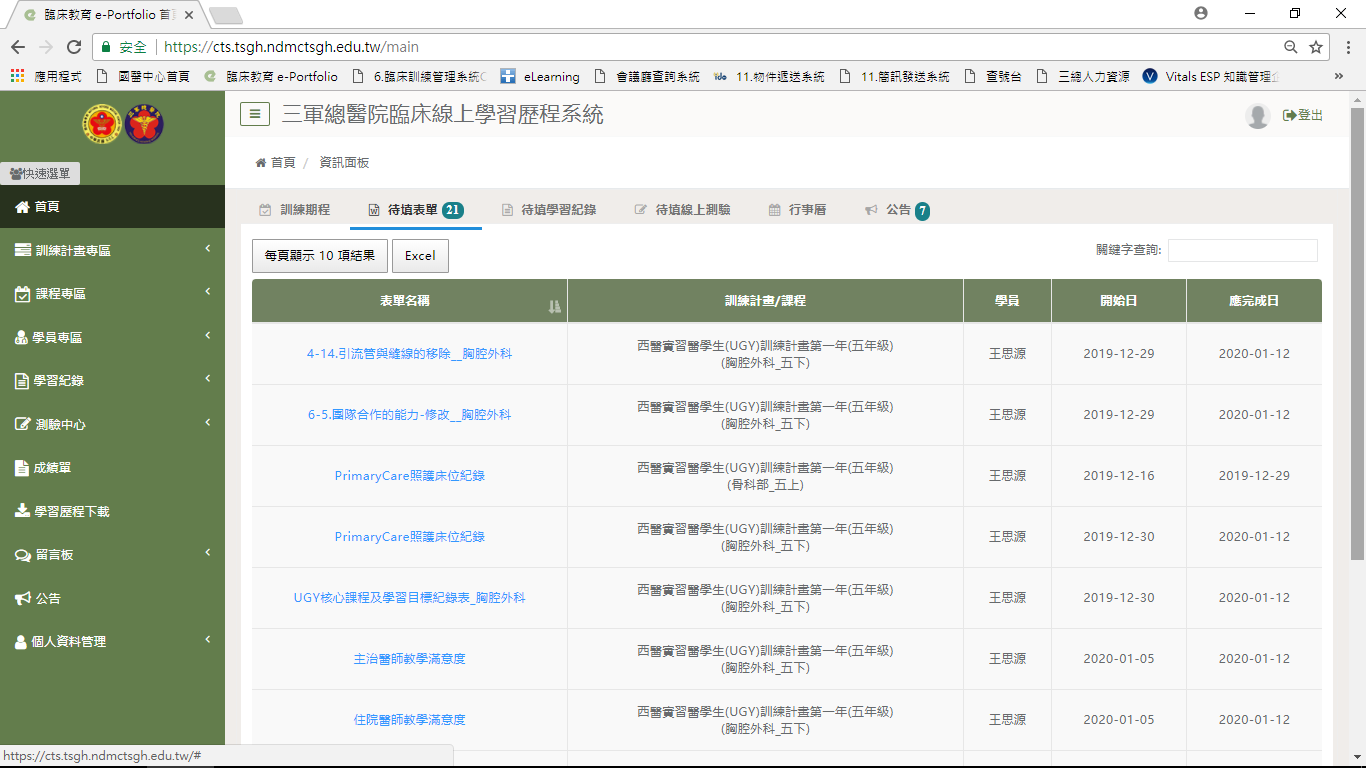 臨床教育 e-Portfolio 首頁
安全 https://cts.tsgh.ndmctsgh.edu.tw/main
應用程式 國醫中心首頁 臨床教育 e-Portfolio 6.臨床訓練管理系統 eLearning 會議廳查詢系統 11.物件遞送系統 11.簡訊發送系統 查號台 三總人力資源 Vitals ESP 知識管理
三軍總醫院臨床線上學習歷程系統
登出
快速選單
首頁 / 資訊面板
首頁
訓練計畫專區
課程專區
學員專區
學習紀錄
測驗中心
成績單
學習歷程下載
留言板
公告
個人資料管理
訓練期程 待填表單 21 待填學習紀錄 待填線上測驗 行事曆 公告 7
每頁顯示 10 項結果 Excel 關鍵字查詢:
表單名稱 訓練計畫/課程 學員 開始日 應完成日
4-14.引流管與縫線的移除__胸腔外科 西醫實習醫學生(UGY)訓練計畫第一年(五年級) 王思源 2019-12-29 2020-01-12
(胸腔外科_五下)
6-5.團隊合作的能力-修改__胸腔外科 西醫實習醫學生(UGY)訓練計畫第一年(五年級) 王思源 2019-12-29 2020-01-12
(胸腔外科_五下)
PrimaryCare照護床位紀錄 西醫實習醫學生(UGY)訓練計畫第一年(五年級) 王思源 2019-12-16 2019-12-29
(骨科部_五上)
PrimaryCare照護床位紀錄 西醫實習醫學生(UGY)訓練計畫第一年(五年級) 王思源 2019-12-30 2020-01-12
(胸腔外科_五下)
UGY核心課程及學習目標紀錄表_胸腔外科 西醫實習醫學生(UGY)訓練計畫第一年(五年級) 王思源 2019-12-30 2020-01-12
(胸腔外科_五下)
主治醫師教學滿意度 西醫實習醫學生(UGY)訓練計畫第一年(五年級) 王思源 2020-01-05 2020-01-12
(胸腔外科_五下)
住院醫師教學滿意度 西醫實習醫學生(UGY)訓練計畫第一年(五年級) 王思源 2020-01-05 2020-01-12
(胸腔外科_五下)
https://cts.tsgh.ndmctsgh.edu.tw/#